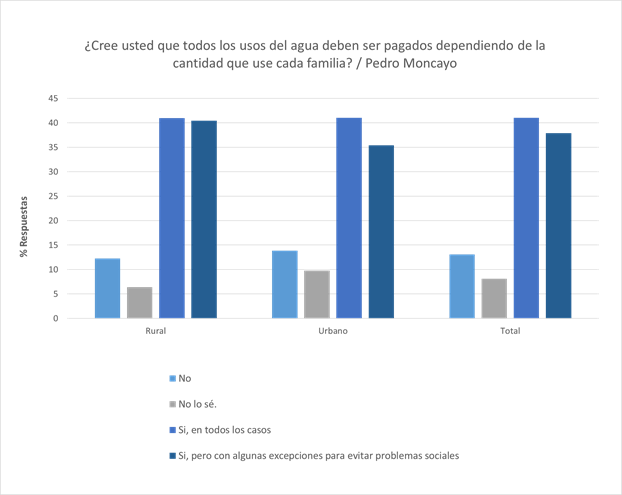 ¿Cree usted que todos los usos del agua deben ser pagados dependiendo de la
cantidad que use cada familia? / Pedro Moncayo
45
40
35
30
25
20
15
10
5
0
% Respuestas
Rural Urbano Total
No
No lo sé.
Si, en todos los casos
Si, pero con algunas excepciones para evitar problemas sociales